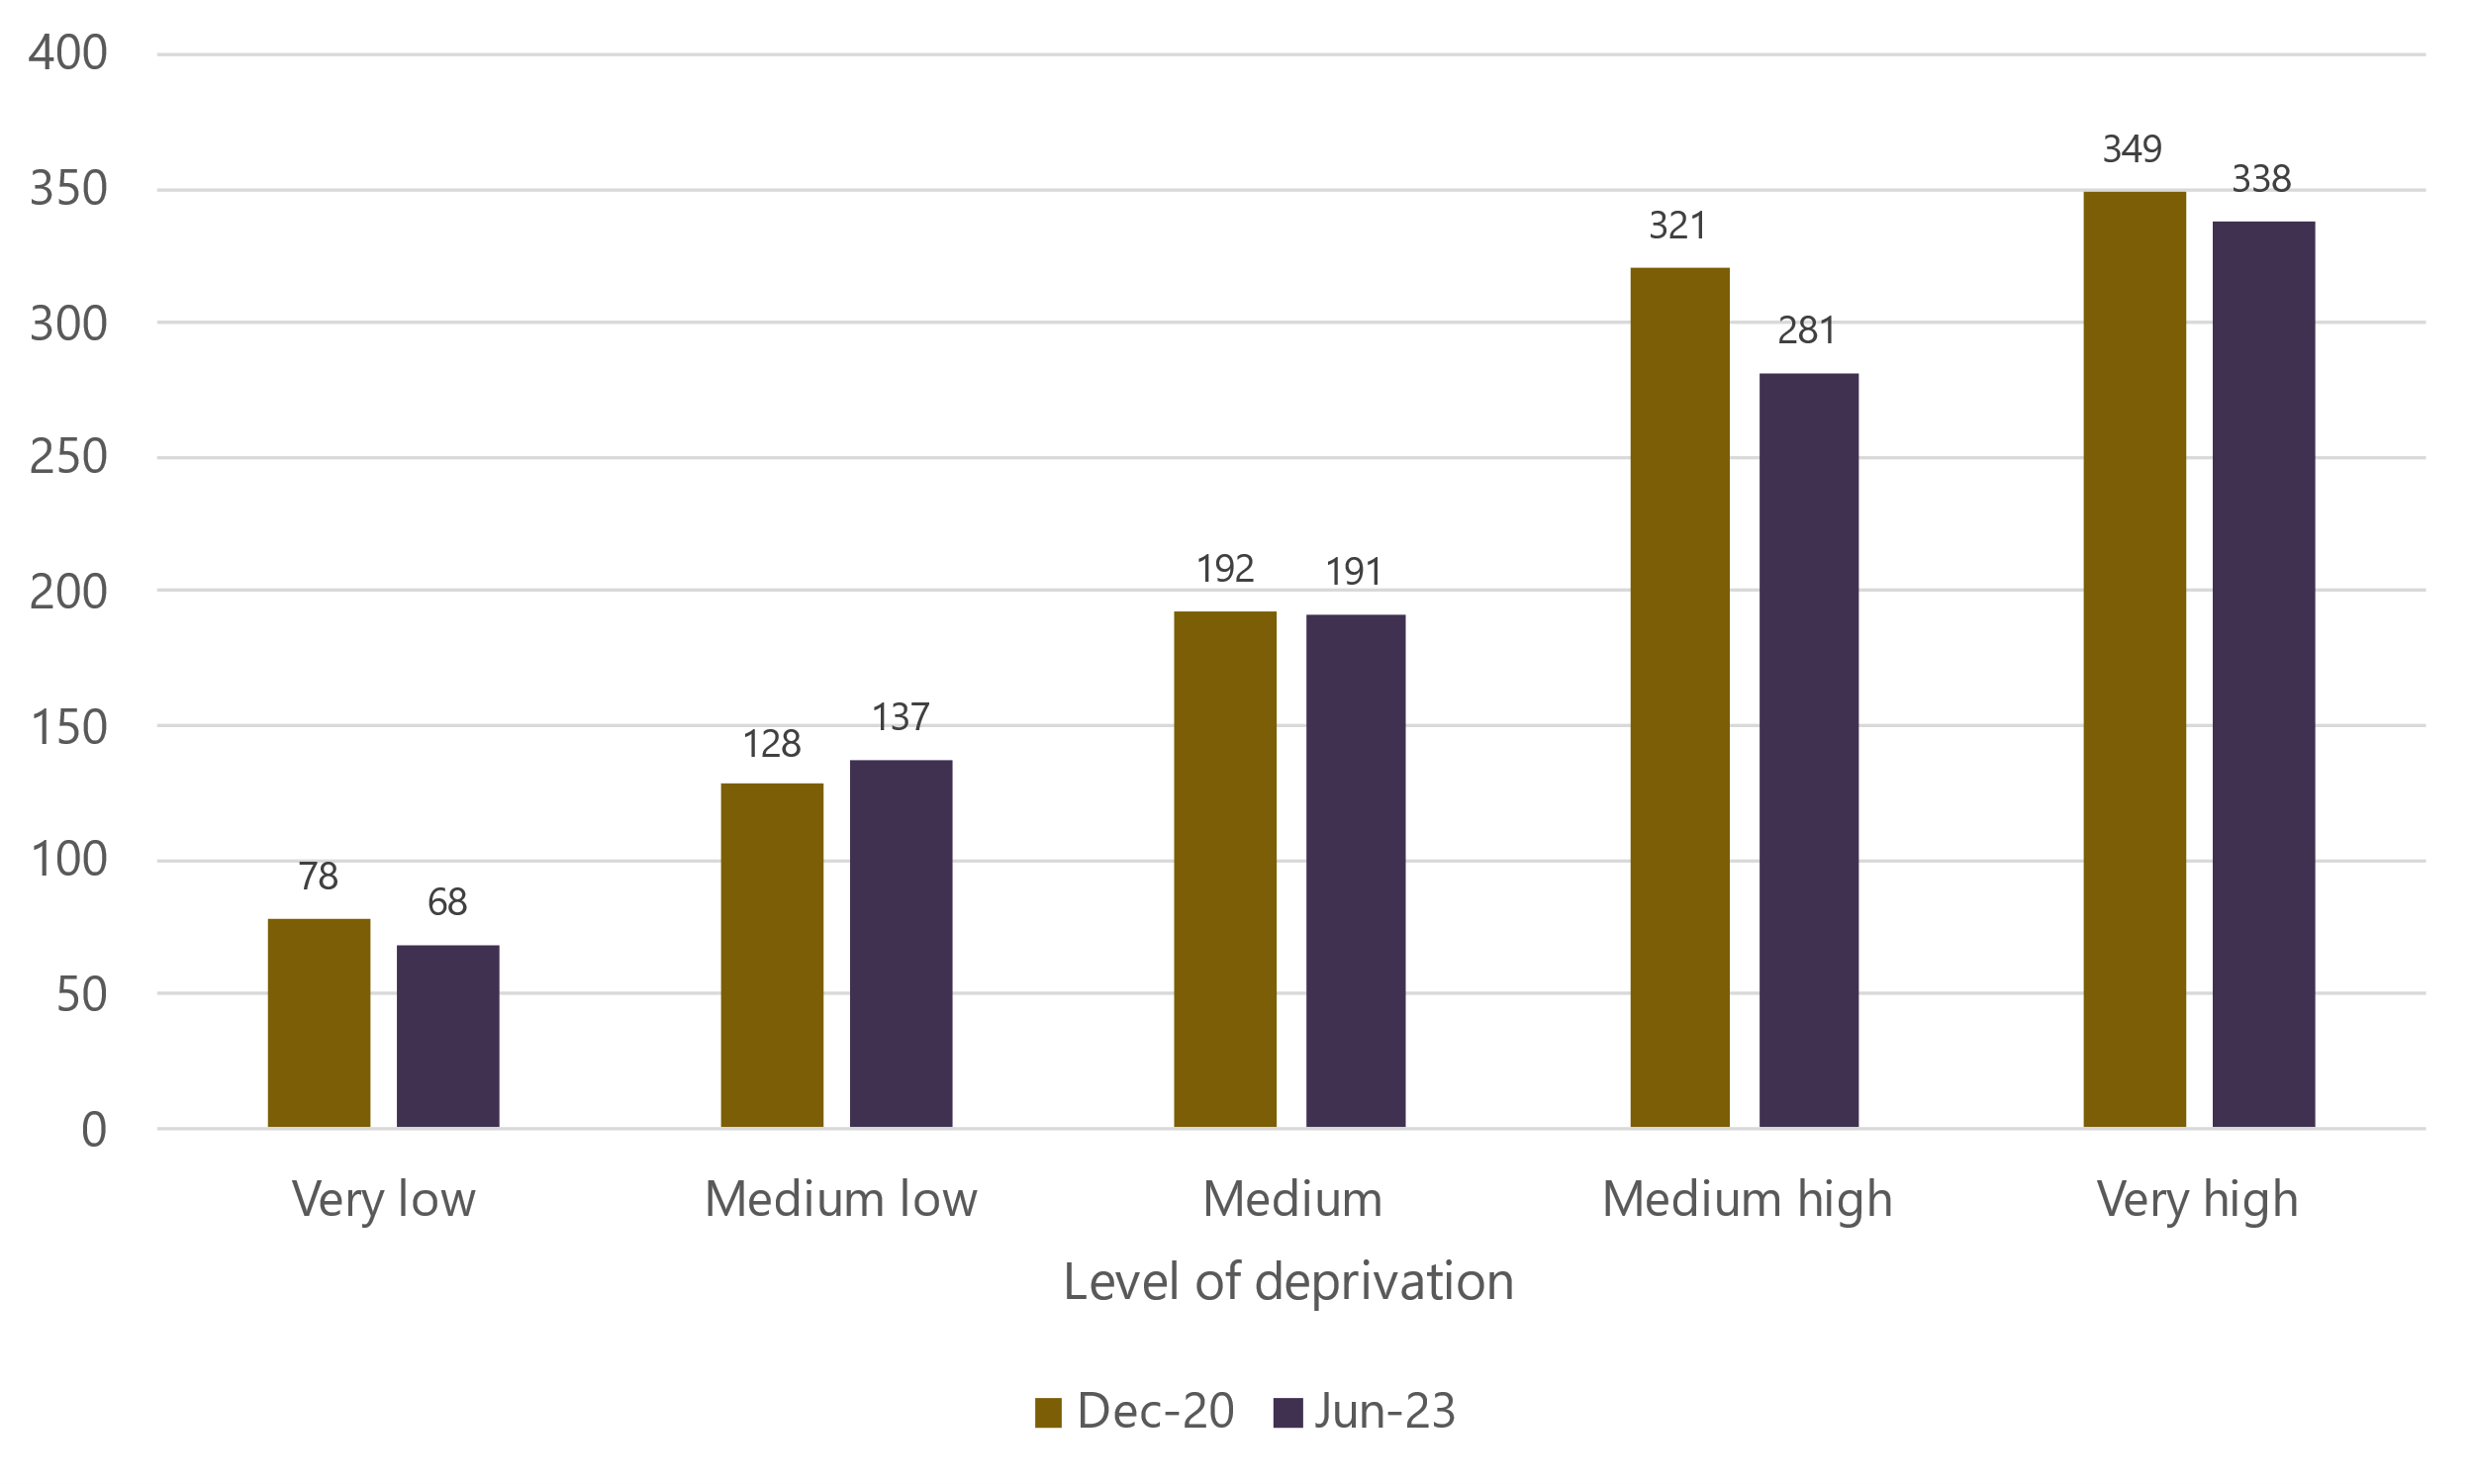 400
350
300
250
200
150
100
50
0
78
68
128
137
192
191
321
281
349
338
Very low
Medium low
Medium
Medium high
Very high
Level of deprivation
Dec-20
Jun-23